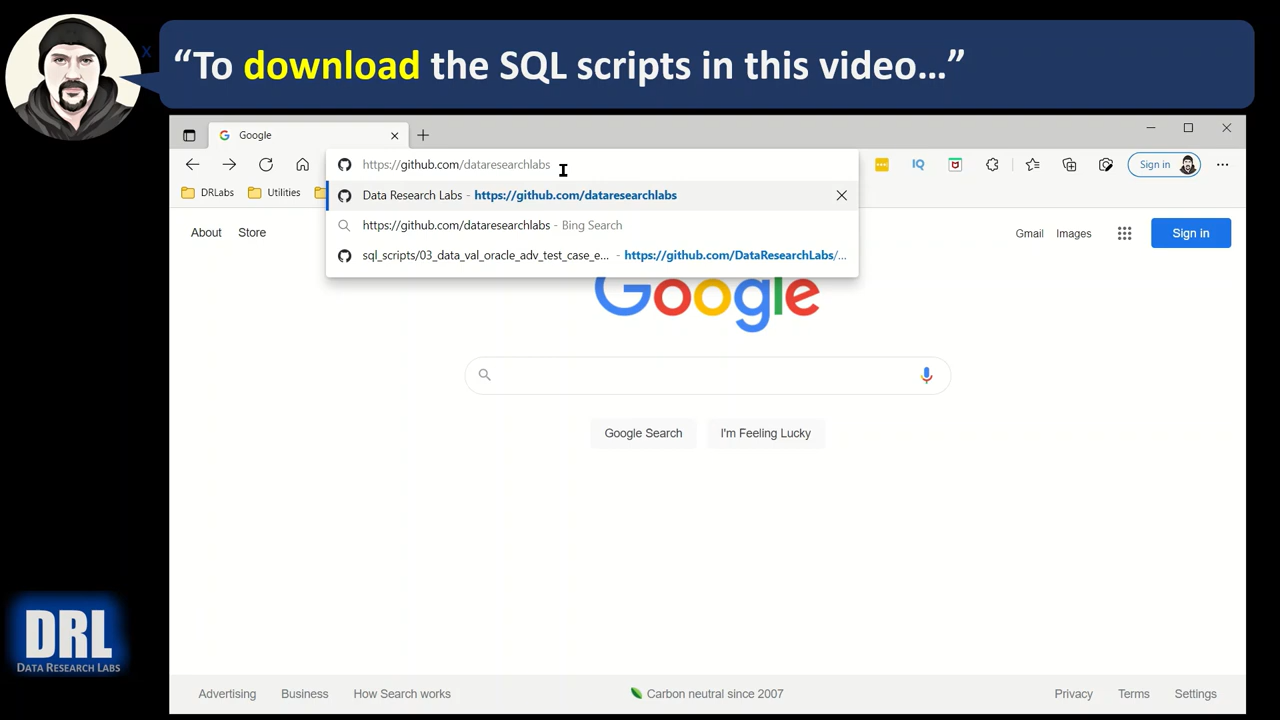 “To download the SQL scripts in this video…”
x
Google
https://github.com/dataresearchlabs
Sign in
DRLabs
Utilities
Data Research Labs - https://github.com/dataresearchlabs
https://github.com/dataresearchlabs - Bing Search
sql_scripts/03_data_val_oracle_adv_test_case_e... - https://github.com/DataResearchLabs/...
IQ
About
Store
Gmail
Images
Sign in
Google
Google Search
I'm Feeling Lucky
DRL
DATA RESEARCH LABS
Advertising
Business
How Search works
Carbon neutral since 2007
Privacy
Terms
Settings